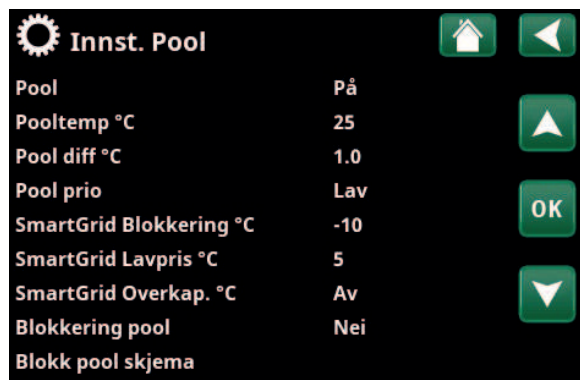 Innst. Pool
Pool På
Pooltemp °C 25
Pool diff °C 1.0
Pool prio Lav
SmartGrid Blokkering °C -10
SmartGrid Lavpris °C 5
SmartGrid Overkap. °C Av
Blokkering pool Nei
Blokk pool skjema
OK